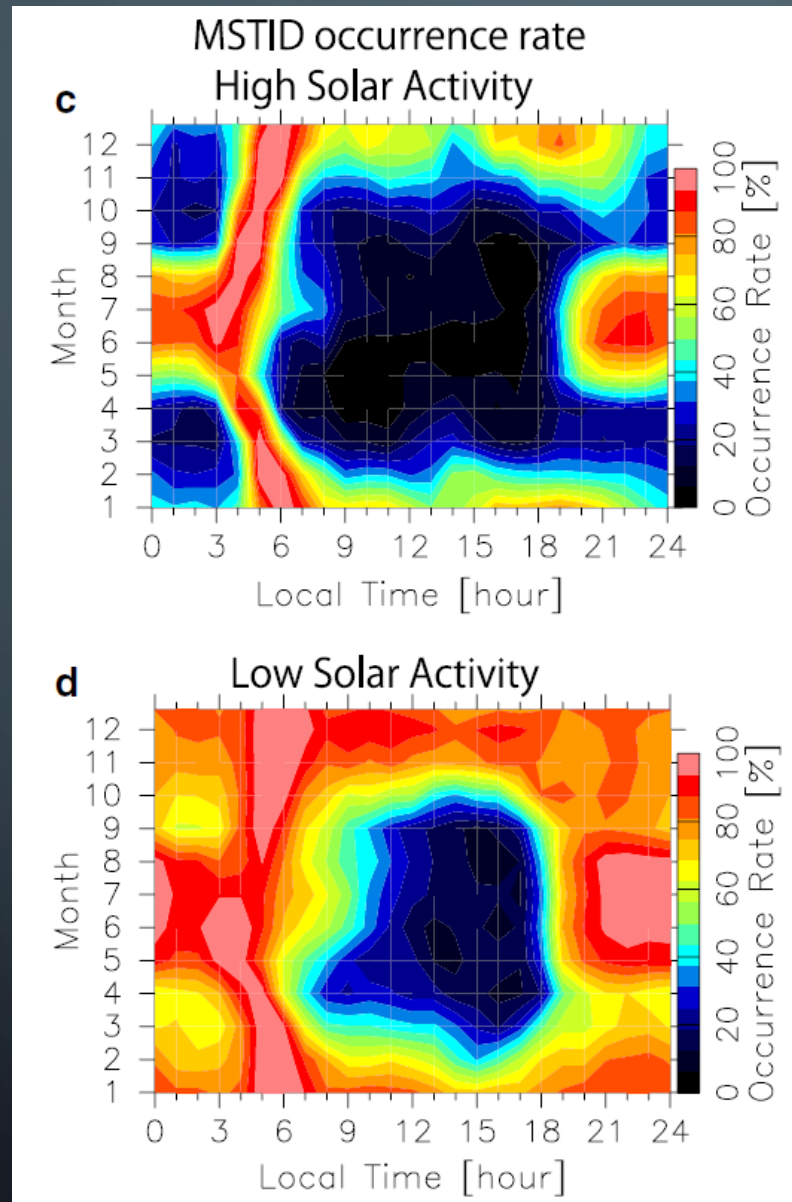 MSTID occurrence rate
High Solar Activity
c
12
11
10
9
8
7
6
5
4
3
2
1
Month
0 3 6 9 12 15 18 21 24
Local Time [hour]
100
80
60
40
20
0
Occurrence Rate [%]
Low Solar Activity
d
12
11
10
9
8
7
6
5
4
3
2
1
Month
0 3 6 9 12 15 18 21 24
Local Time [hour]
100
80
60
40
20
0
Occurrence Rate [%]